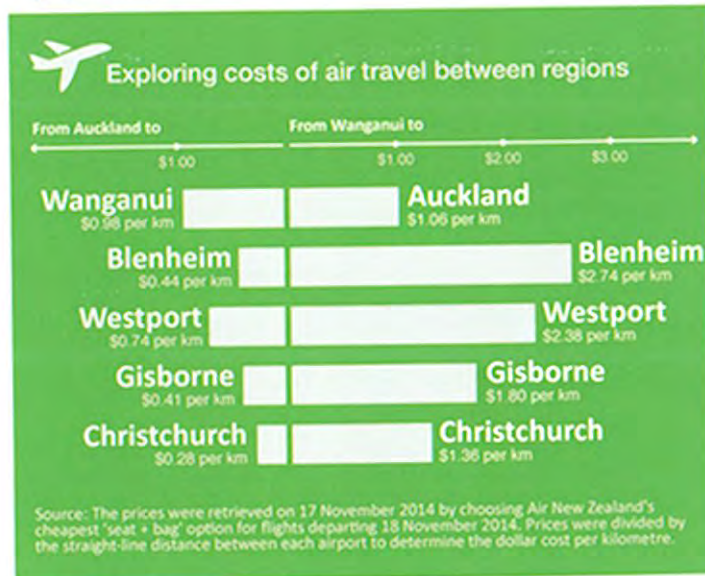 Exploring costs of air travel between regions
From Auckland to
From Wanganui to
$1.00
$1.00
$2.00
$3.00
Wanganui
$0.98 per km
Auckland
$1.06 per km
Blenheim
$0.44 per km
Blenheim
$2.74 per km
Westport
$0.74 per km
Westport
$2.38 per km
Gisborne
$0.41 per km
Gisborne
$1.80 per km
Christchurch
$0.28 per km
Christchurch
$1.36 per km
Source: The prices were retrieved on 17 November 2014 by choosing Air New Zealand's
cheapest 'seat + bag' option for flights departing 18 November 2014. Prices were divided by
the straight-line distance between each airport to determine the dollar cost per kilometre.